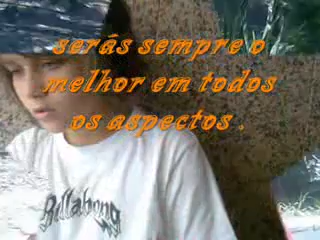 serás sempre o
melhor em todos
os aspectos .
Billabong